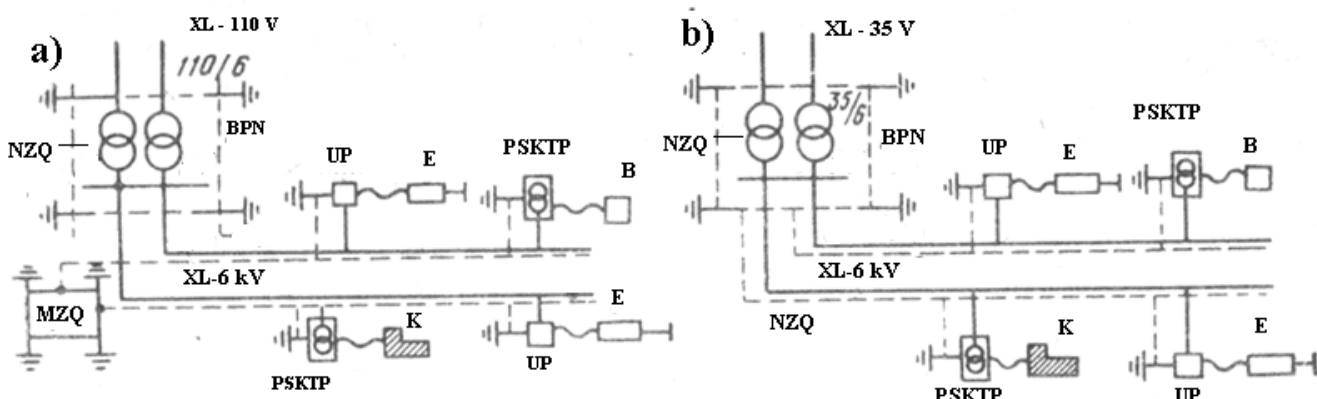 a)
XL - 110 V
110/6
BPN
NZQ
UP
E
PSKTP
B
XL-6 kV
MZQ
K
E
PSKTP
UP
b)
XL - 35 V
35/6
PSKTP
NZQ
BPN
UP
E
B
XL-6 kV
NZQ
K
E
PSKTP
UP